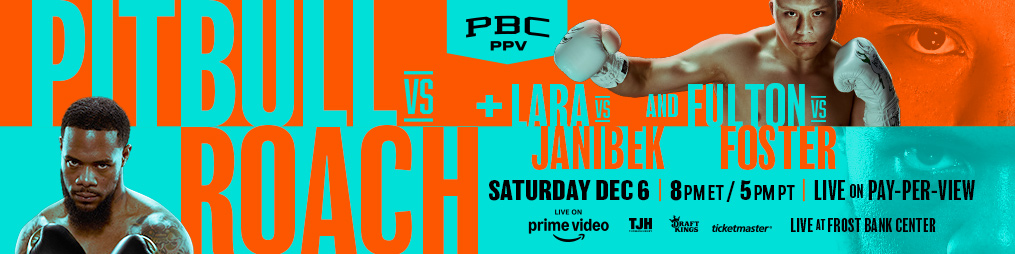 PITBULL VS
ROACH
PBC
PPV
+ LARA VS AND FULTON VS
JANIBEK FOSTER
SATURDAY DEC 6 | 8PM ET / 5PM PT | LIVE ON PAY-PER-VIEW
LIVE ON
prime video
TJH
DRAFT
KINGS
ticketmaster
LIVE AT FROST BANK CENTER